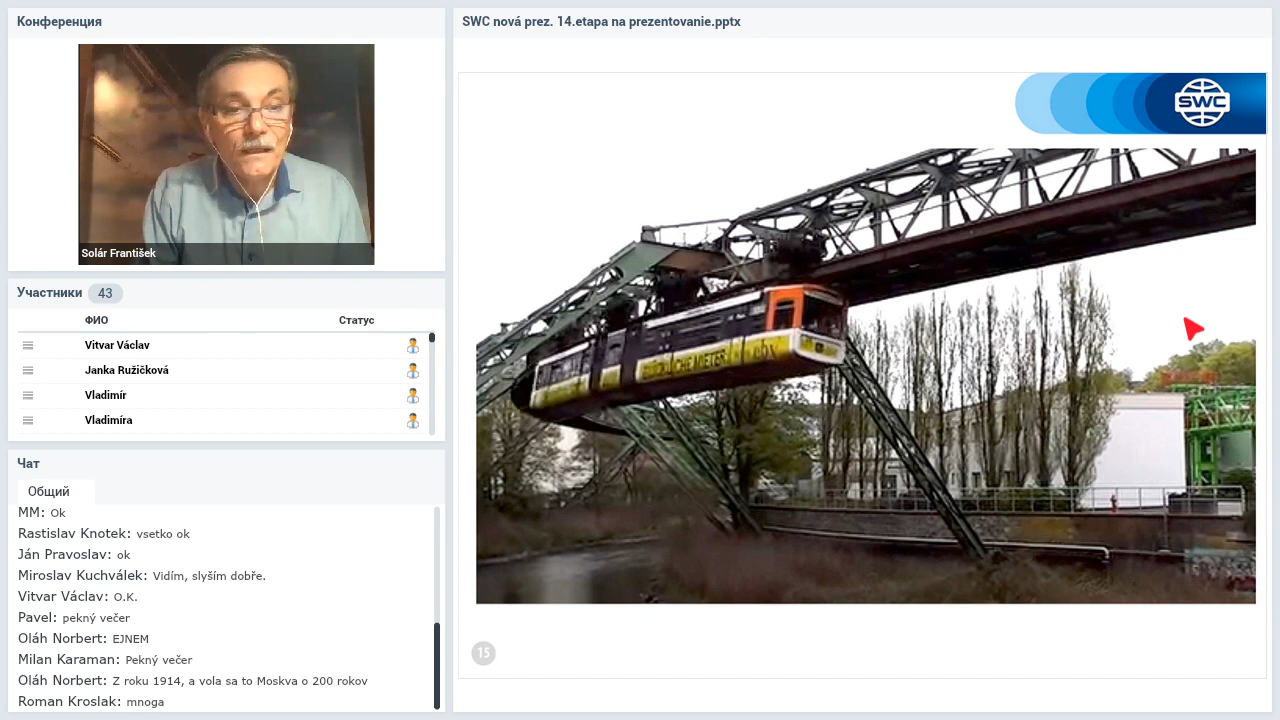 Конференция
Solár František
Участники 43
ФИО Статус
Vitvar Václav
Janka Ružičková
Vladimír
Vladimíra
Чат
Общий
MM: Ok
Rastislav Knotek: vsetko ok
Ján Pravoslav: ok
Miroslav Kuchválek: Vidím, slyším dobře.
Vitvar Václav: O.K.
Pavel: pekný večer
Oláh Norbert: EJNEM
Milan Karaman: Pekný večer
Oláh Norbert: Z roku 1914, a vola sa to Moskva o 200 rokov
Roman Kroslak: mnoga
SWC nová prez. 14.etapa na prezentovanie.pptx
SWC
15